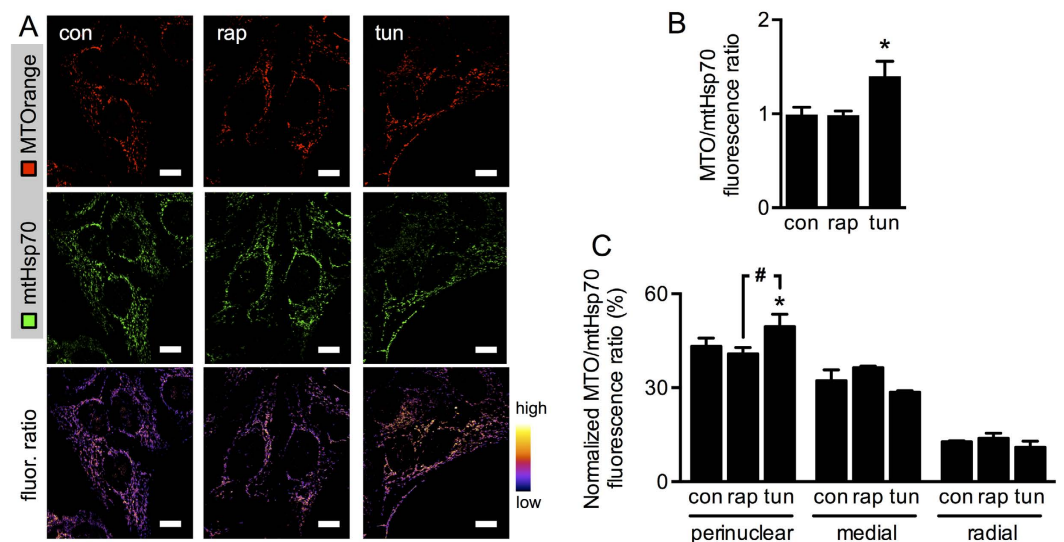 A
con
rap
tun
MTOrange
mtHsp70
fluor. ratio
high
low
B
MTO/mtHsp70
fluorescence ratio
2
1
0
*
con rap tun
C
Normalized MTO/mtHsp70
fluorescence ratio (%)
60
30
0
#
*
con rap tun con rap tun con rap tun
perinuclear medial radial